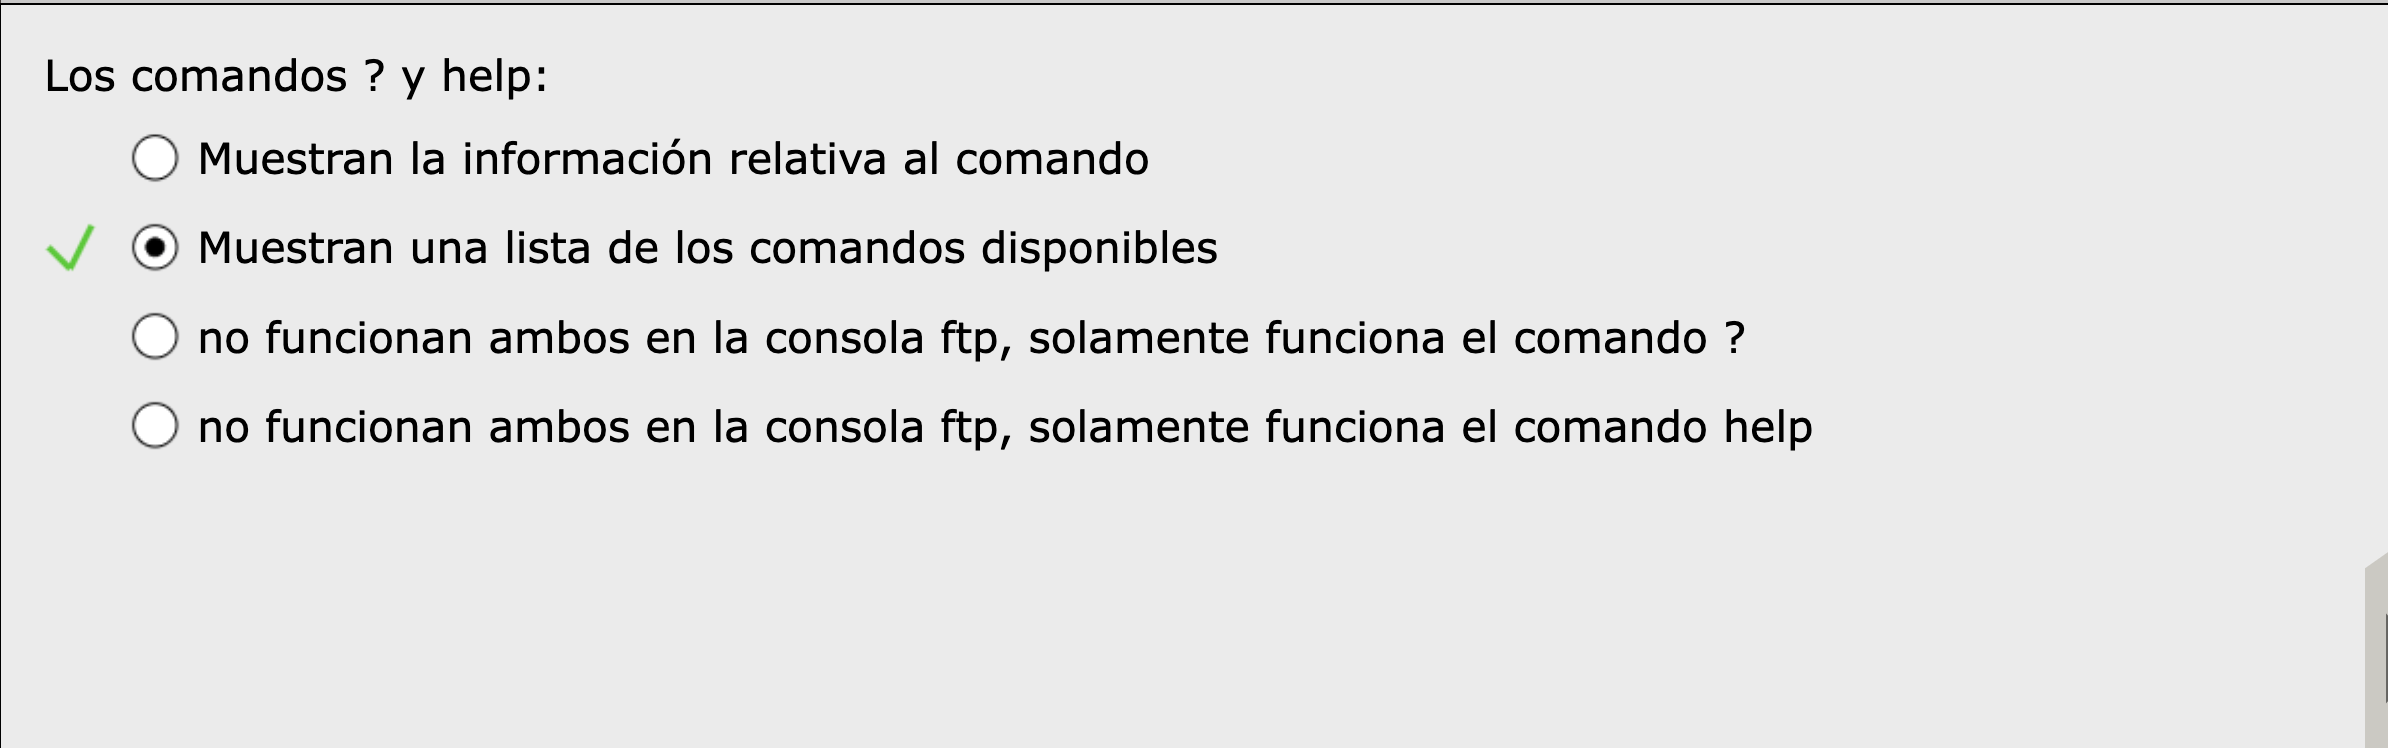 Los comandos ? y help:
Muestran la información relativa al comando
Muestran una lista de los comandos disponibles
no funcionan ambos en la consola ftp, solamente funciona el comando ?
no funcionan ambos en la consola ftp, solamente funciona el comando help